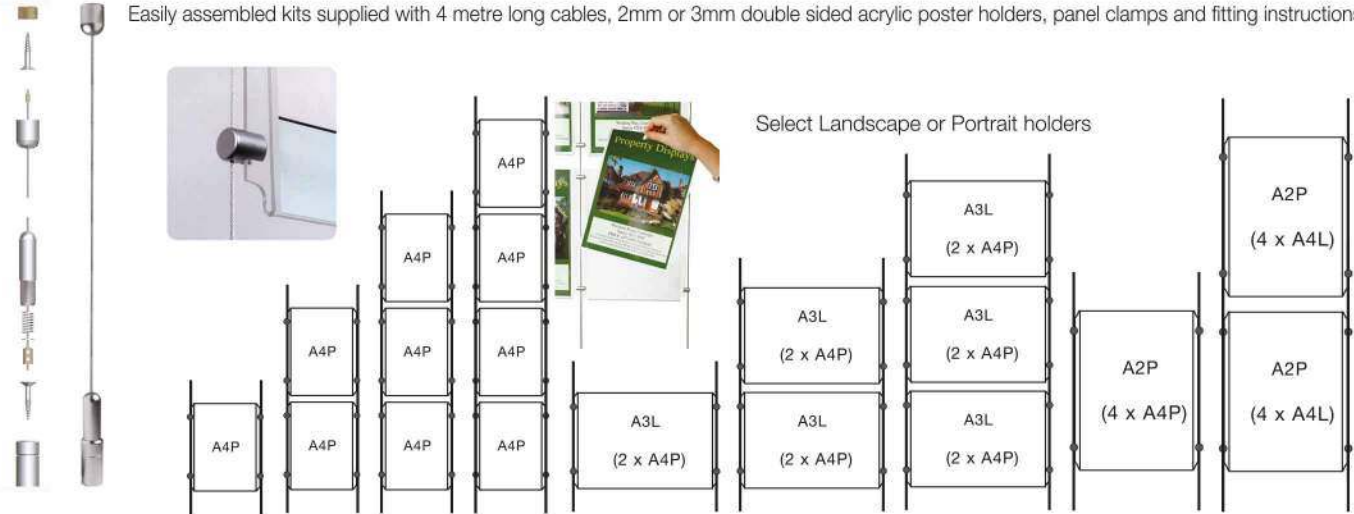 Easily assembled kits supplied with 4 metre long cables, 2mm or 3mm double sided acrylic poster holders, panel clamps and fitting instructions
Select Landscape or Portrait holders
Property Displays
A4P
A4P
A4P
A4P
A4P
A4P
A4P
A4P
A4P
A4P
A3L
(2 x A4P)
A3L
(2 x A4P)
A3L
(2 x A4P)
A3L
(2 x A4P)
A3L
(2 x A4P)
A3L
(2 x A4P)
A2P
(4 x A4P)
A2P
(4 x A4L)
A2P
(4 x A4L)